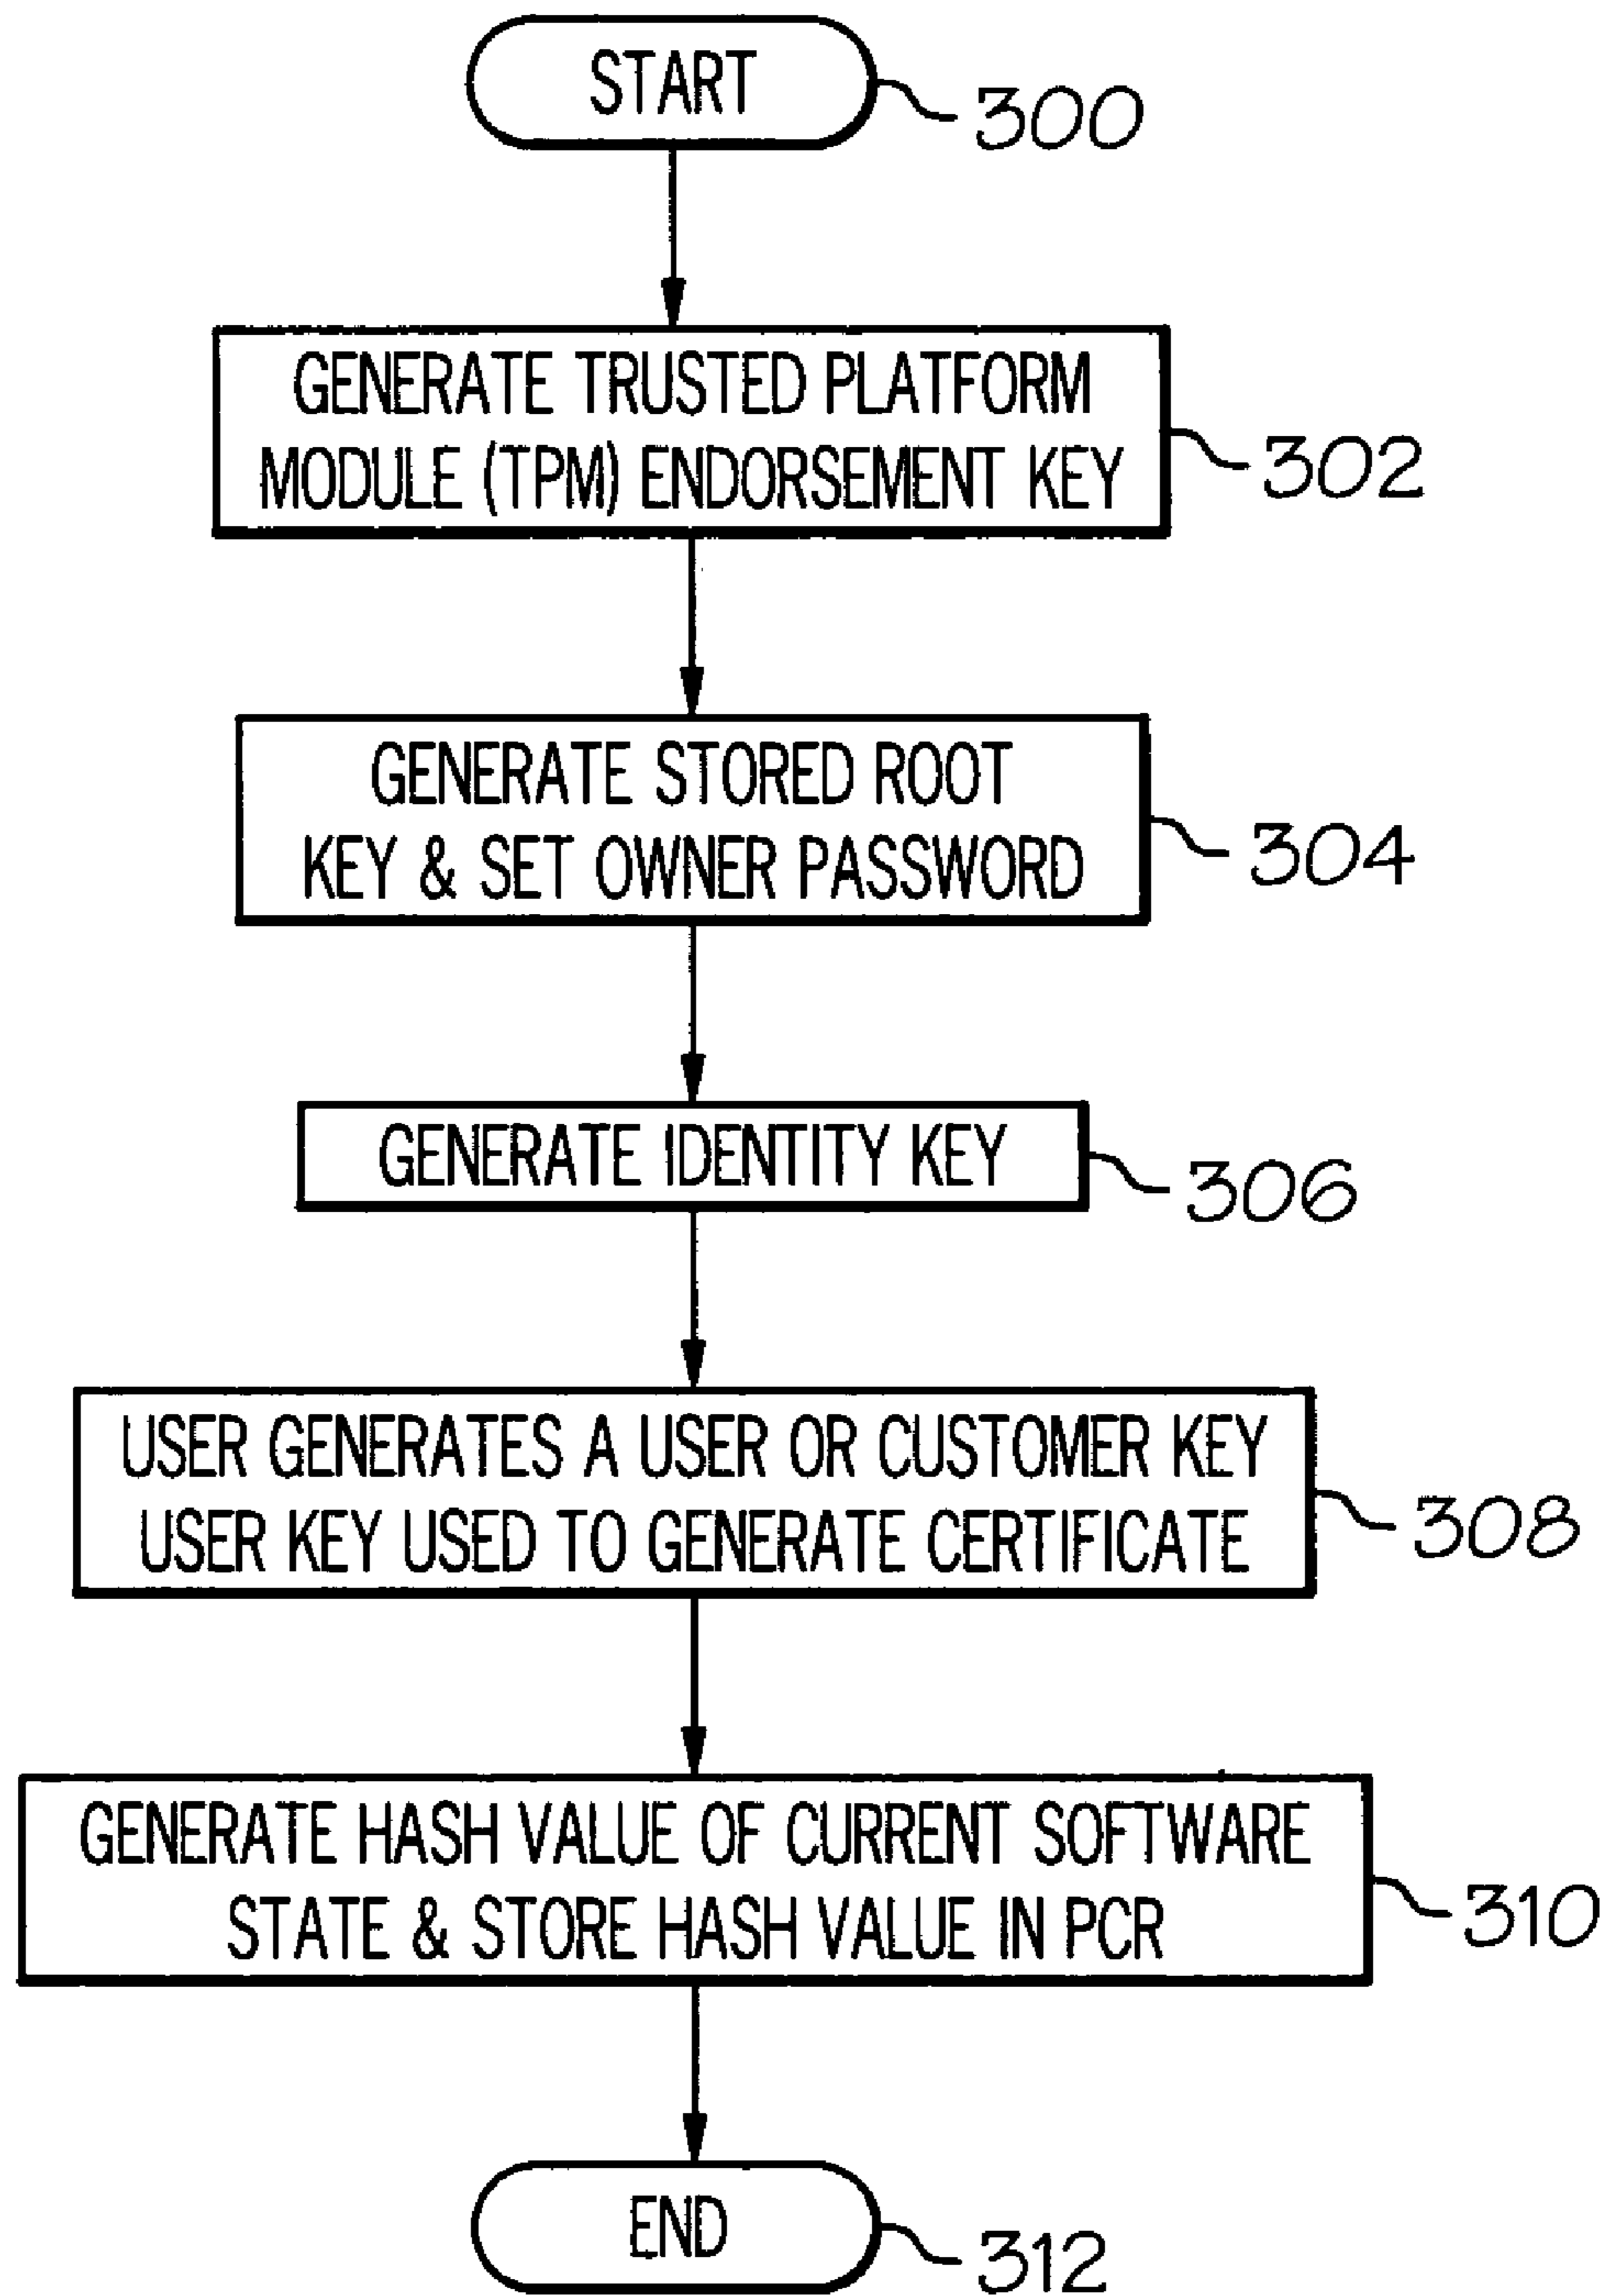 START
300
GENERATE TRUSTED PLATFORM
MODULE (TPM) ENDORSEMENT KEY
302
GENERATE STORED ROOT
KEY & SET OWNER PASSWORD
304
GENERATE IDENTITY KEY
306
USER GENERATES A USER OR CUSTOMER KEY
USER KEY USED TO GENERATE CERTIFICATE
308
GENERATE HASH VALUE OF CURRENT SOFTWARE
STATE & STORE HASH VALUE IN PCR
310
END
312